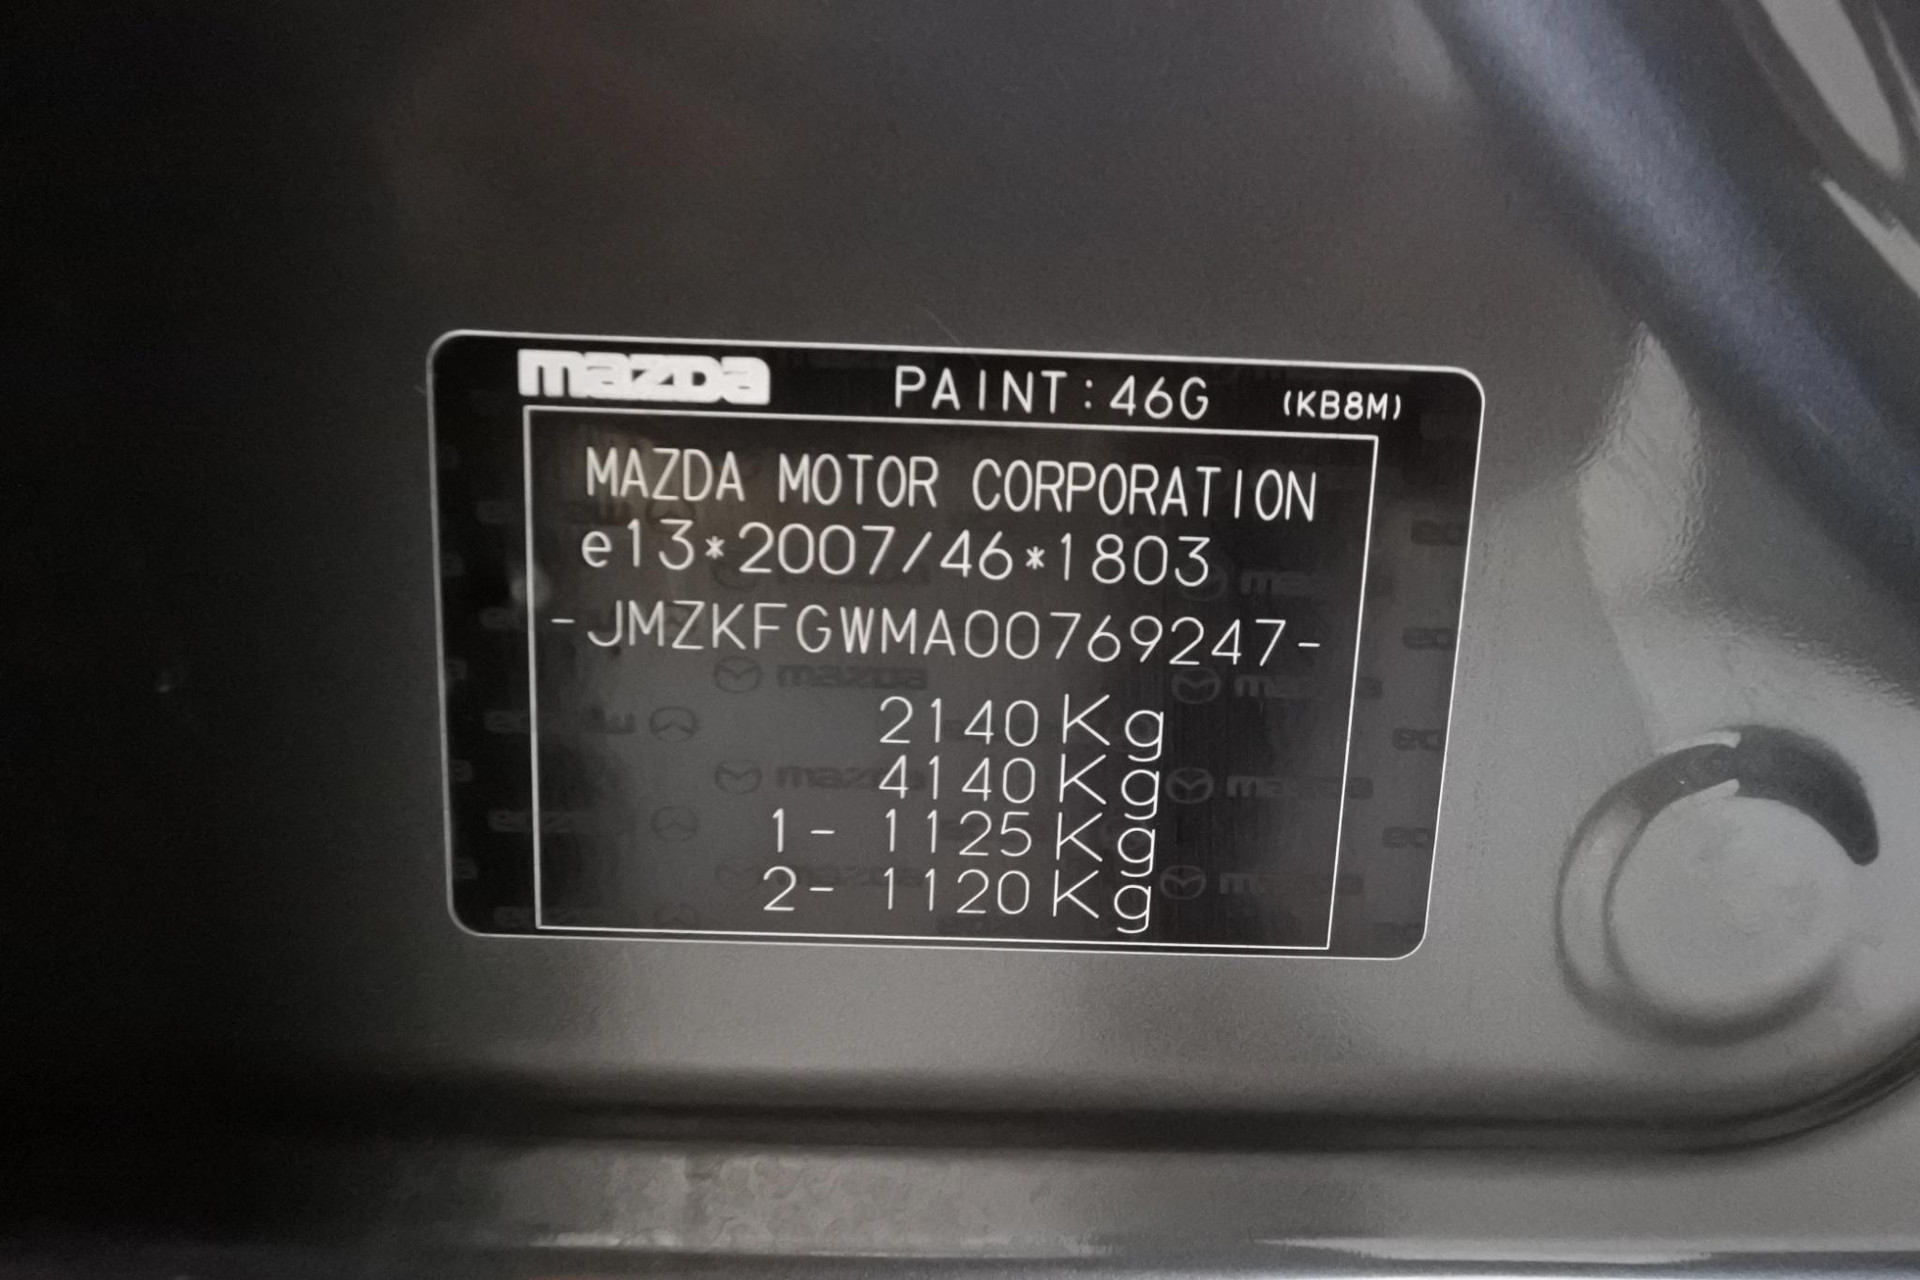 mazda PAINT:46G (KB8M)
MAZDA MOTOR CORPORATION
e13*2007/46*1803
-JMZKFGWMA00769247-
2140Kg
4140Kg
1- 1125Kg
2- 1120Kg